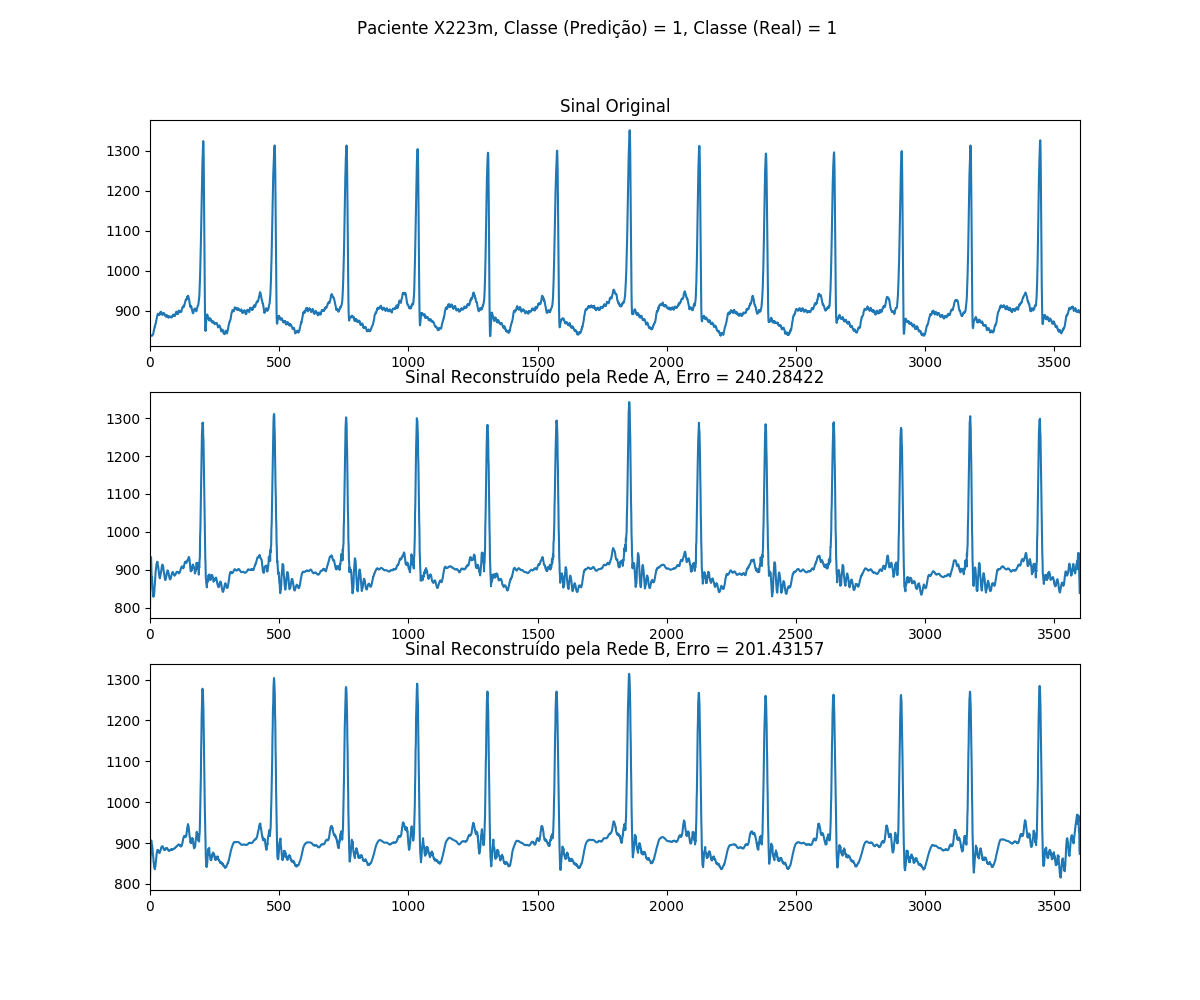 Paciente X223m, Classe (Predição) = 1, Classe (Real) = 1
Sinal Original
1300
1200
1100
1000
900
0 500 1000 1500 2000 2500 3000 3500
Sinal Reconstruído pela Rede A, Erro = 240.28422
1300
1200
1100
1000
900
800
0 500 1000 1500 2000 2500 3000 3500
Sinal Reconstruído pela Rede B, Erro = 201.43157
1300
1200
1100
1000
900
800
0 500 1000 1500 2000 2500 3000 3500